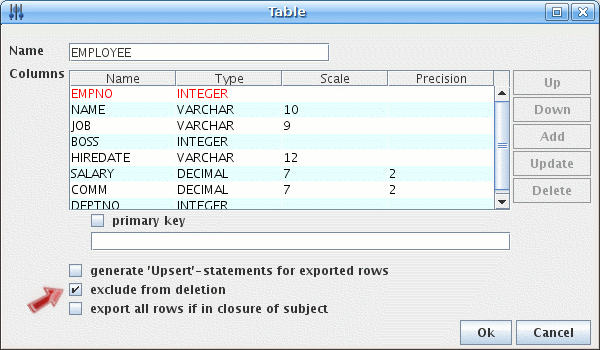 Table
Name EMPLOYEE
Columns
Name Type Scale Precision
EMPNO INTEGER
NAME VARCHAR 10
JOB VARCHAR 9
BOSS INTEGER
HIREDATE VARCHAR 12
SALARY DECIMAL 7 2
COMM DECIMAL 7 2
DEPTNO INTEGER
Up
Down
Add
Update
Delete
primary key
generate 'Upsert'-statements for exported rows
exclude from deletion
export all rows if in closure of subject
Ok Cancel